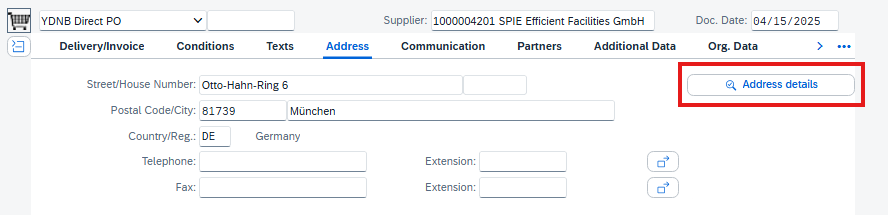 YDNB Direct PO Supplier: 1000004201 SPIE Efficient Facilities GmbH Doc. Date: 04/15/2025
Delivery/Invoice Conditions Texts Address Communication Partners Additional Data Org. Data
Street/House Number: Otto-Hahn-Ring 6 Address details
Postal Code/City: 81739 München
Country/Reg.: DE Germany
Telephone: Extension:
Fax: Extension: